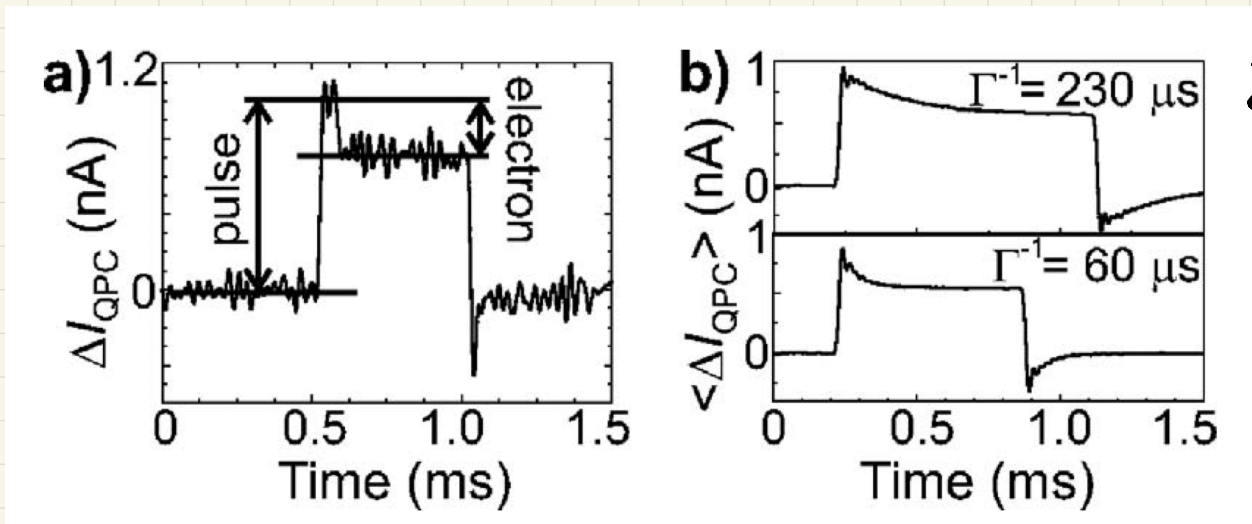 a)
1.2
0
ΔI_QPC (nA)
pulse
electron
0 0.5 1.0 1.5
Time (ms)
b)
1
Γ⁻¹= 230 μs
0
1
Γ⁻¹= 60 μs
0
<ΔI_QPC> (nA)
0 0.5 1.0 1.5
Time (ms)